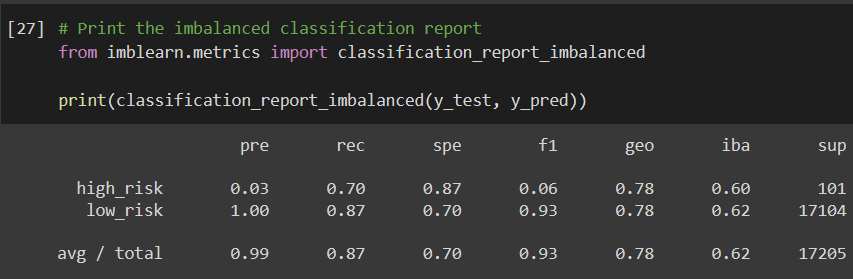 [27] # Print the imbalanced classification report
from imblearn.metrics import classification_report_imbalanced
print(classification_report_imbalanced(y_test, y_pred))
pre rec spe f1 geo iba sup
high_risk 0.03 0.70 0.87 0.06 0.78 0.60 101
low_risk 1.00 0.87 0.70 0.93 0.78 0.62 17104
avg / total 0.99 0.87 0.70 0.93 0.78 0.62 17205